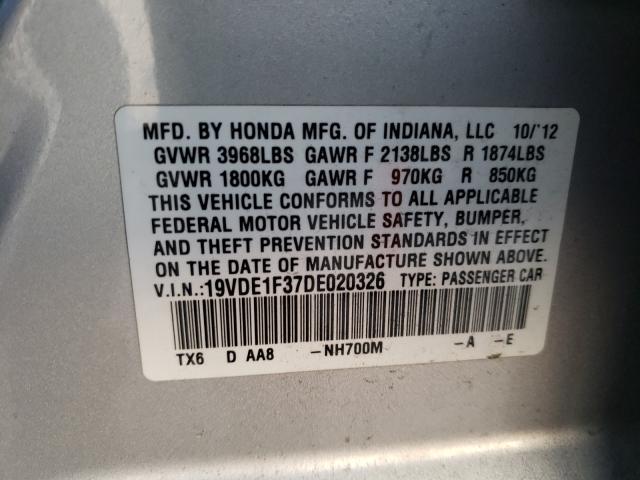 MFD. BY HONDA MFG. OF INDIANA, LLC 10/'12
GVWR 3968LBS GAWR F 2138LBS R 1874LBS
GVWR 1800KG GAWR F 970KG R 850KG
THIS VEHICLE CONFORMS TO ALL APPLICABLE
FEDERAL MOTOR VEHICLE SAFETY, BUMPER,
AND THEFT PREVENTION STANDARDS IN EFFECT
ON THE DATE OF MANUFACTURE SHOWN ABOVE.
V.I.N.:19VDE1F37DE020326 TYPE: PASSENGER CAR
TX6 D AA8 -NH700M -A -E